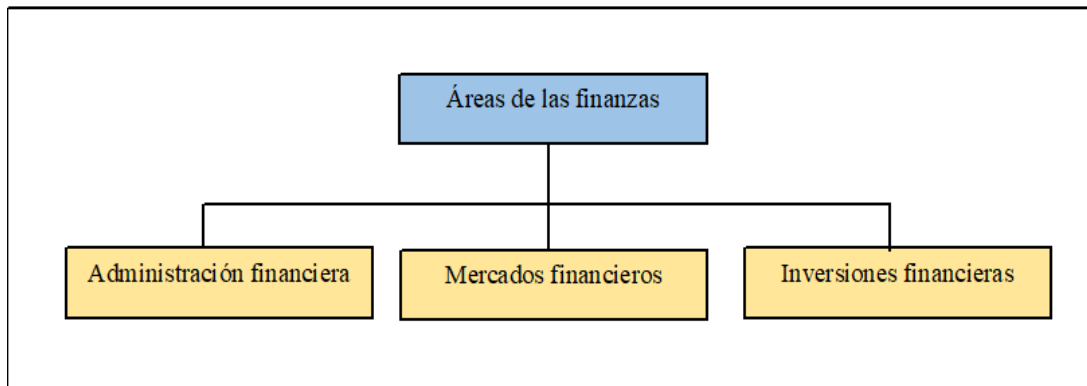 Áreas de las finanzas
Administración financiera
Mercados financieros
Inversiones financieras